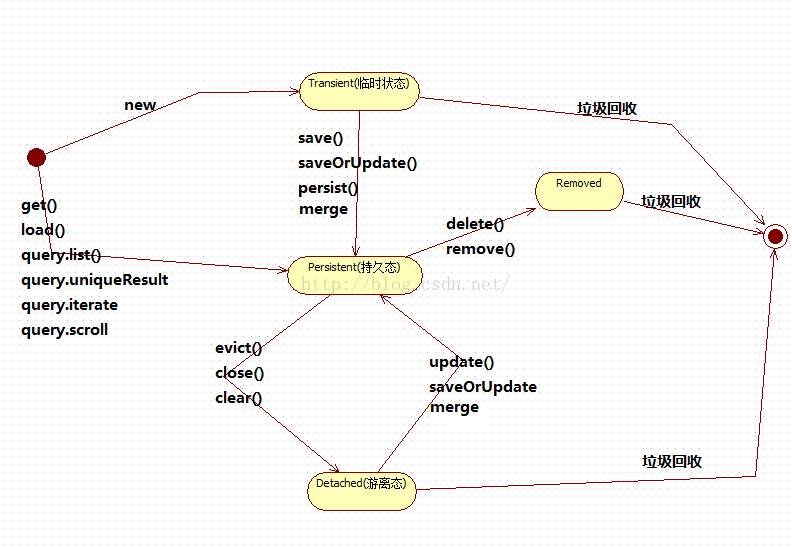 Transient(临时状态)
new
垃圾回收
save()
saveOrUpdate()
persist()
merge
Removed
垃圾回收
get()
load()
query.list()
query.uniqueResult
query.iterate
query.scroll
delete()
remove()
Persistent(持久态)
http://blog.csdn.net/
evict()
close()
clear()
update()
saveOrUpdate
merge
垃圾回收
Detached(游离态)